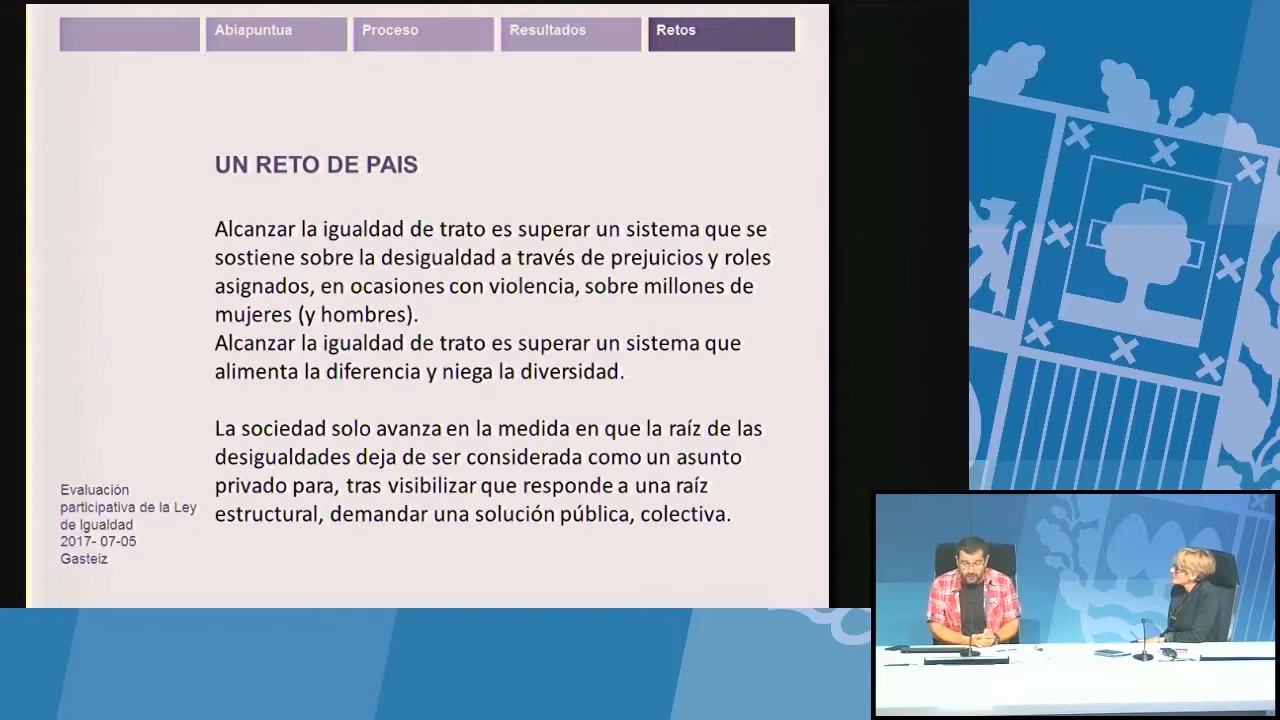 Abiapuntua
Proceso
Resultados
Retos
UN RETO DE PAIS
Alcanzar la igualdad de trato es superar un sistema que se
sostiene sobre la desigualdad a través de prejuicios y roles
asignados, en ocasiones con violencia, sobre millones de
mujeres (y hombres).
Alcanzar la igualdad de trato es superar un sistema que
alimenta la diferencia y niega la diversidad.
La sociedad solo avanza en la medida en que la raíz de las
desigualdades deja de ser considerada como un asunto
privado para, tras visibilizar que responde a una raíz
estructural, demandar una solución pública, colectiva.
Evaluación
participativa de la Ley
de Igualdad
2017- 07-05
Gasteiz